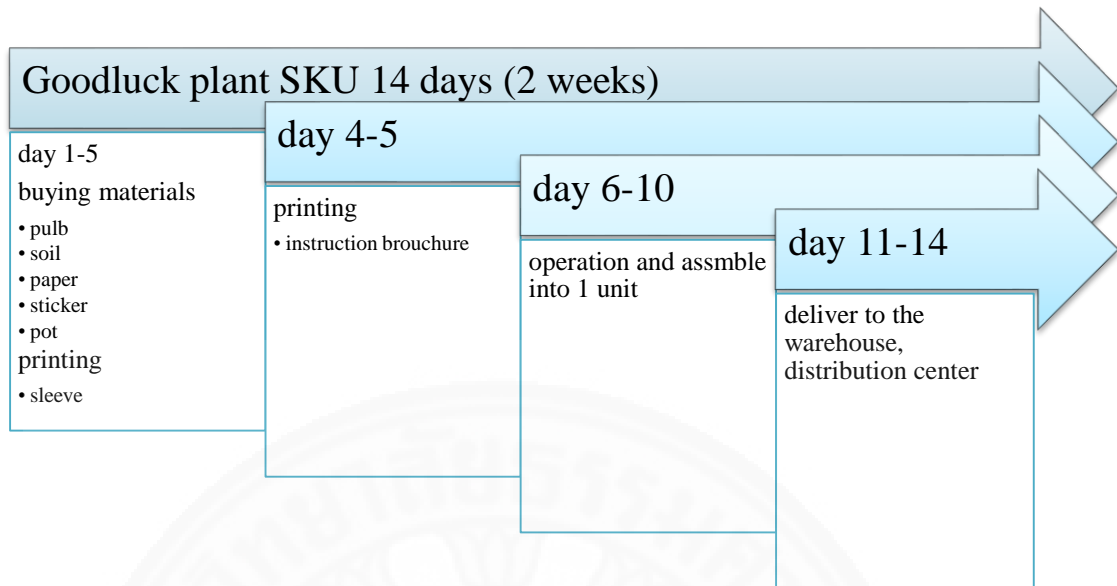 Goodluck plant SKU 14 days (2 weeks)
day 1-5
buying materials
• pulb
• soil
• paper
• sticker
• pot
printing
• sleeve
day 4-5
printing
• instruction brouchure
day 6-10
operation and assmble
into 1 unit
day 11-14
deliver to the
warehouse,
distribution center